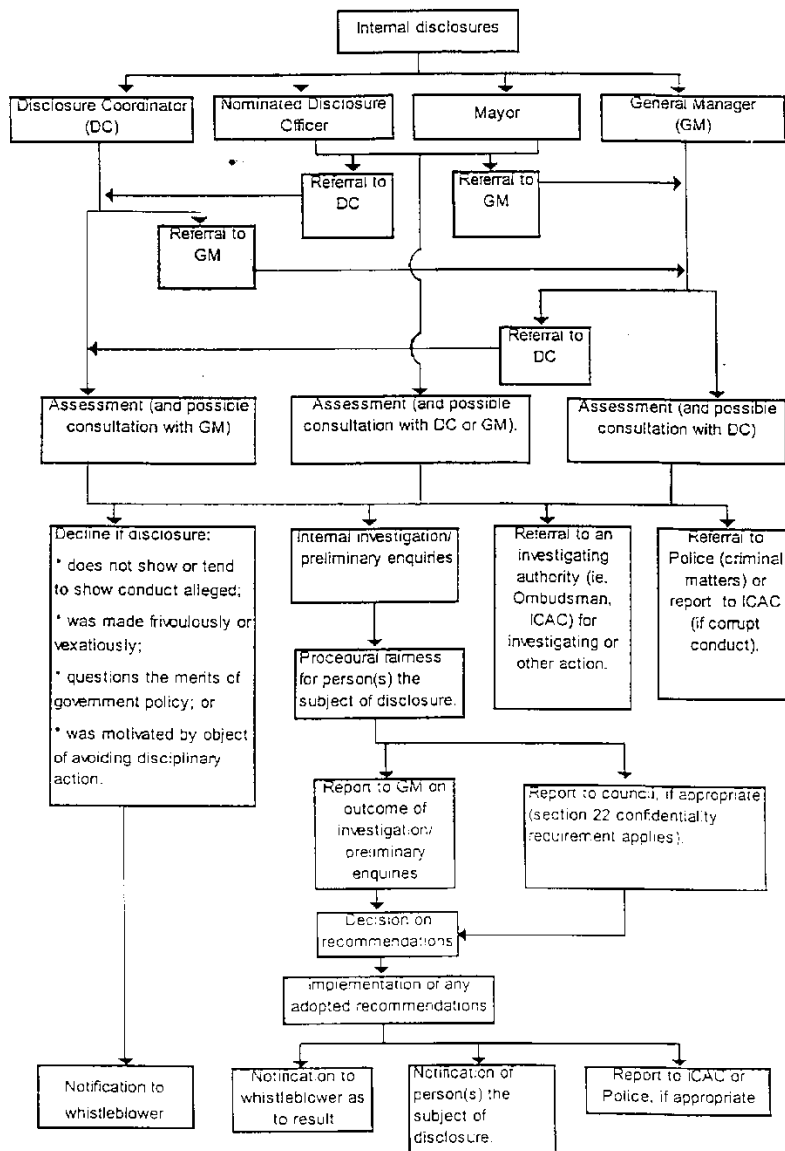 Internal disclosures
Disclosure Coordinator
(DC)
Nominated Disclosure
Officer
Mayor
General Manager
(GM)
Referral to
DC
Referral to
GM
Referral to
GM
Referral to
DC
Assessment (and possible
consultation with GM)
Assessment (and possible
consultation with DC or GM).
Assessment (and possible
consultation with DC)
Decline if disclosure:
* does not show or tend
to show conduct alleged;
* was made frivoulously or
vexatiously;
* questions the merits of
government policy; or
* was motivated by object
of avoiding disciplinary
action.
Internal investigation/
preliminary enquiries
Referral to an
investigating
authority (ie.
Ombudsman,
ICAC) for
investigating or
other action.
Referral to
Police (criminal
matters) or
report to ICAC
(if corrupt
conduct).
Procedural fairness
for person(s) the
subject of disclosure.
Report to GM on
outcome of
investigation/
preliminary
enquiries
Report to council, if appropriate
(section 22 confidentiality
requirement applies).
Decision on
recommendations
Implementation of any
adopted recommendations
Notification to
whistleblower
Notification to
whistleblower as
to result
Notification of
person(s) the
subject of
disclosure.
Report to ICAC or
Police, if appropriate